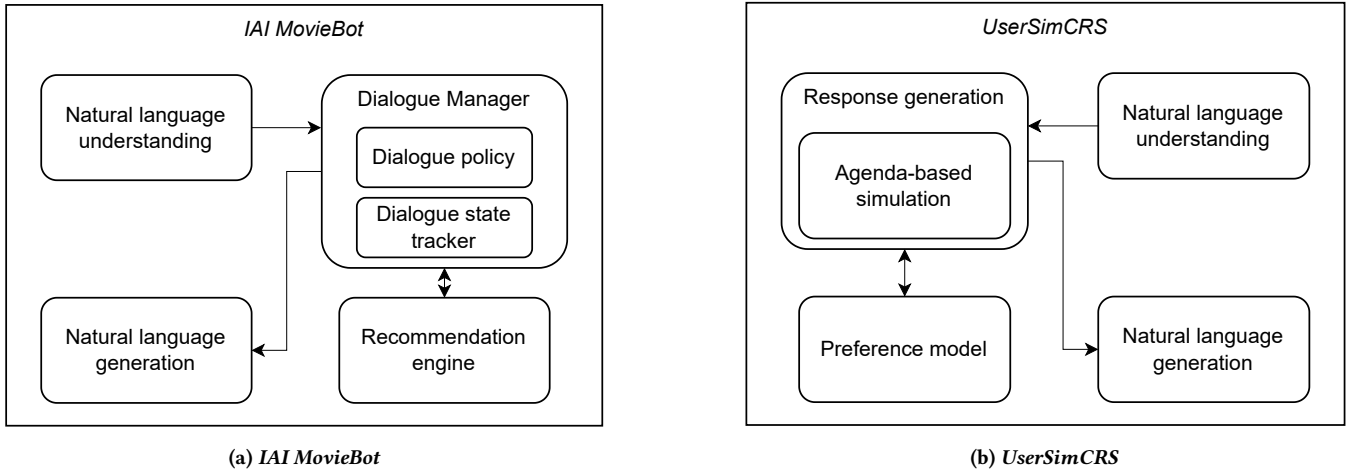 IAI MovieBot
Natural language
understanding
Dialogue Manager
Dialogue policy
Dialogue state
tracker
Natural language
generation
Recommendation
engine
(a) IAI MovieBot
UserSimCRS
Response generation
Agenda-based
simulation
Natural language
understanding
Preference model
Natural language
generation
(b) UserSimCRS